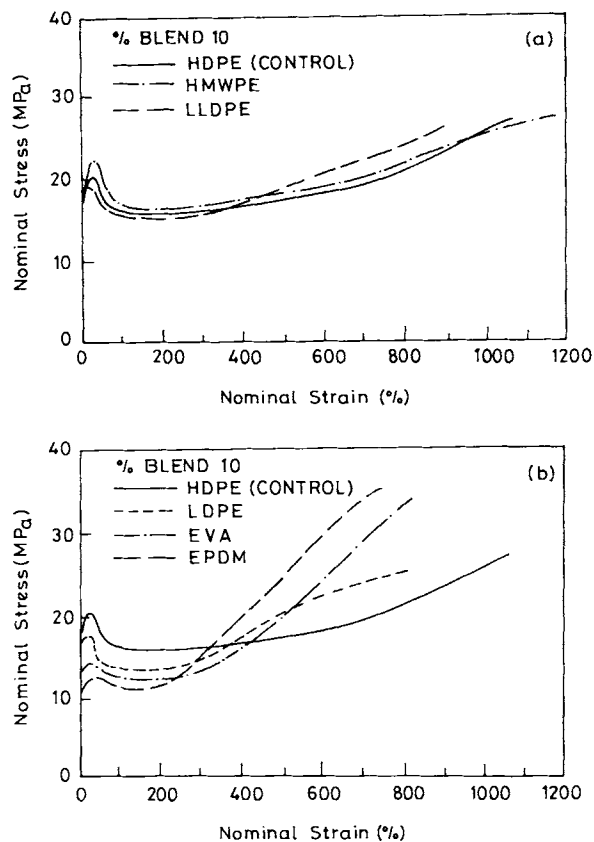 40
% BLEND 10
(a)
HDPE (CONTROL)
HMWPE
LLDPE
30
20
10
0
Nominal Stress (MPa)
0 200 400 600 800 1000 1200
Nominal Strain (%)
40
% BLEND 10
(b)
HDPE (CONTROL)
LDPE
EVA
EPDM
30
20
10
0
Nominal Stress (MPa)
0 200 400 600 800 1000 1200
Nominal Strain (%)